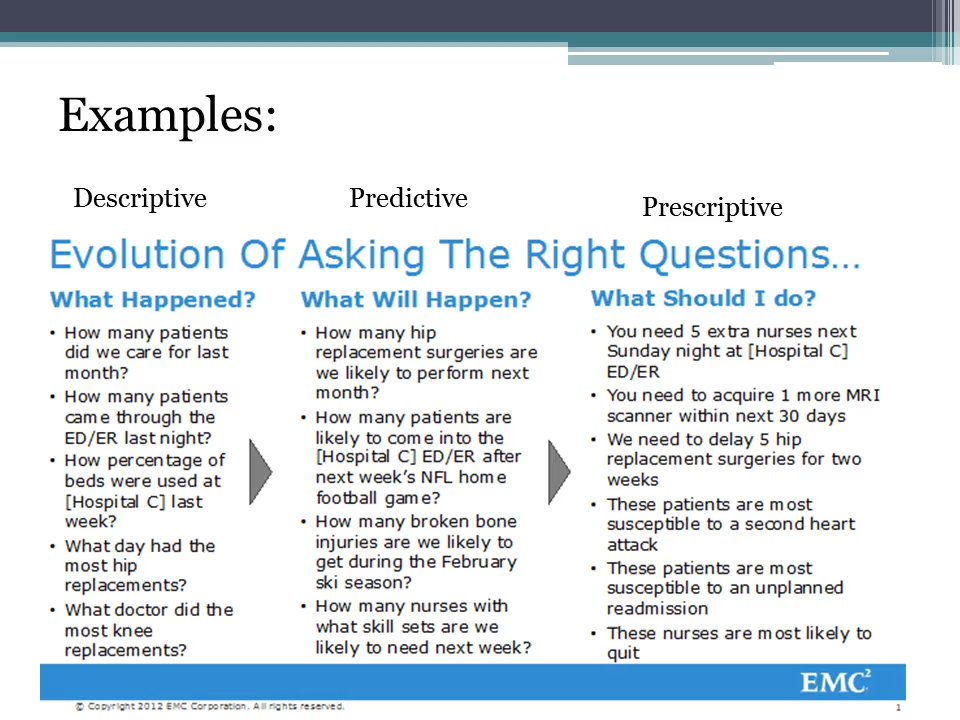 Examples:
Descriptive
Predictive
Prescriptive
Evolution Of Asking The Right Questions...
What Happened?
• How many patients
did we care for last
month?
• How many patients
came through the
ED/ER last night?
• How percentage of
beds were used at
[Hospital C] last
week?
• What day had the
most hip
replacements?
• What doctor did the
most knee
replacements?
What Will Happen?
• How many hip
replacement surgeries are
we likely to perform next
month?
• How many patients are
likely to come into the
[Hospital C] ED/ER after
next week's NFL home
football game?
• How many broken bone
injuries are we likely to
get during the February
ski season?
• How many nurses with
what skill sets are we
likely to need next week?
What Should I do?
• You need 5 extra nurses next
Sunday night at [Hospital C]
ED/ER
• You need to acquire 1 more MRI
scanner within next 30 days
• We need to delay 5 hip
replacement surgeries for two
weeks
• These patients are most
susceptible to a second heart
attack
• These patients are most
susceptible to an unplanned
readmission
• These nurses are most likely to
quit
EMC²
© Copyright 2012 EMC Corporation. All rights reserved.
1